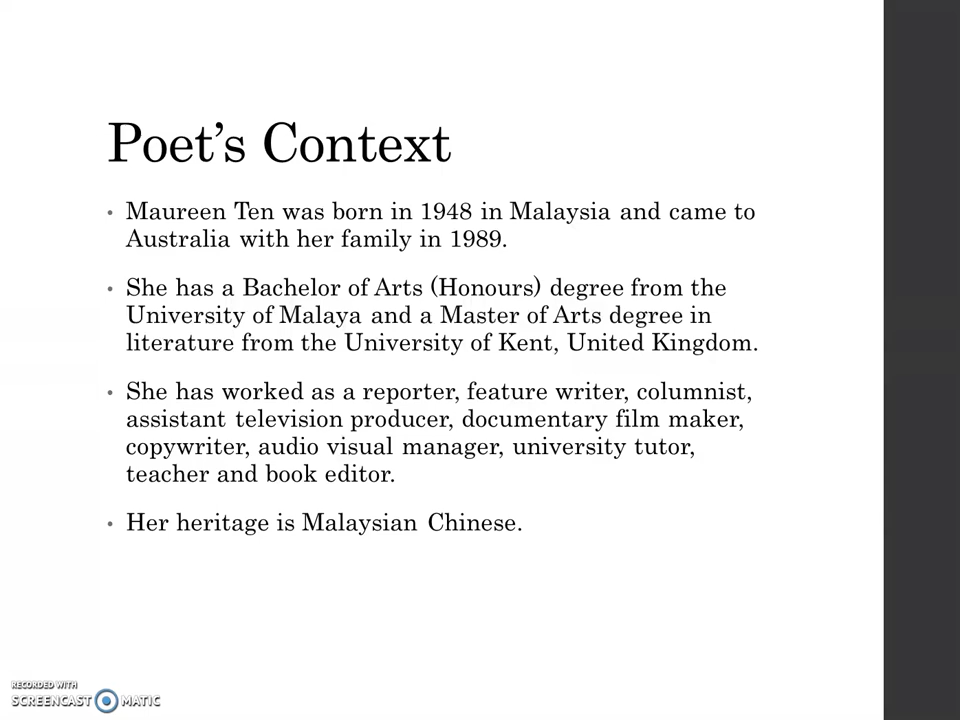 Poet’s Context
• Maureen Ten was born in 1948 in Malaysia and came to
Australia with her family in 1989.
• She has a Bachelor of Arts (Honours) degree from the
University of Malaya and a Master of Arts degree in
literature from the University of Kent, United Kingdom.
• She has worked as a reporter, feature writer, columnist,
assistant television producer, documentary film maker,
copywriter, audio visual manager, university tutor,
teacher and book editor.
• Her heritage is Malaysian Chinese.
RECORDED WITH
SCREENCAST MATIC